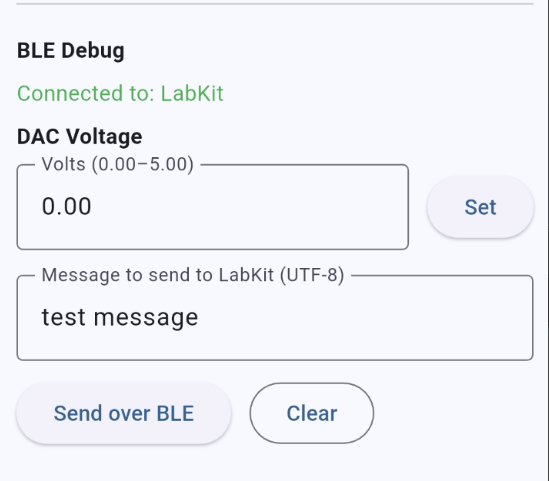 BLE Debug
Connected to: LabKit
DAC Voltage
Volts (0.00–5.00)
0.00
Set
Message to send to LabKit (UTF-8)
test message
Send over BLE
Clear